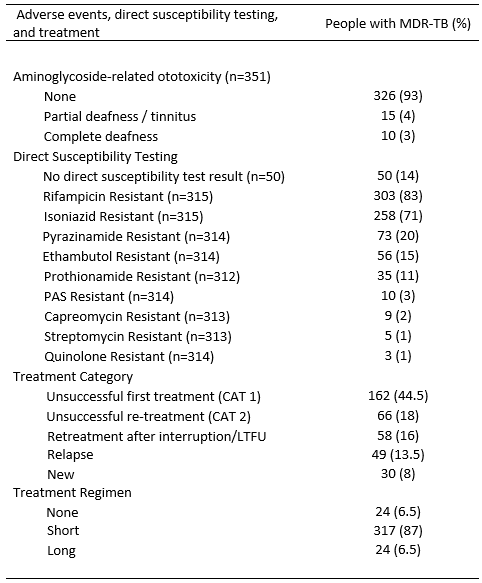 Adverse events, direct susceptibility testing, and treatment People with MDR-TB (%)
Aminoglycoside-related ototoxicity (n=351)
None 326 (93)
Partial deafness / tinnitus 15 (4)
Complete deafness 10 (3)
Direct Susceptibility Testing
No direct susceptibility test result (n=50) 50 (14)
Rifampicin Resistant (n=315) 303 (83)
Isoniazid Resistant (n=315) 258 (71)
Pyrazinamide Resistant (n=314) 73 (20)
Ethambutol Resistant (n=314) 56 (15)
Prothionamide Resistant (n=312) 35 (11)
PAS Resistant (n=314) 10 (3)
Capreomycin Resistant (n=313) 9 (2)
Streptomycin Resistant (n=313) 5 (1)
Quinolone Resistant (n=314) 3 (1)
Treatment Category
Unsuccessful first treatment (CAT 1) 162 (44.5)
Unsuccessful re-treatment (CAT 2) 66 (18)
Retreatment after interruption/LTFU 58 (16)
Relapse 49 (13.5)
New 30 (8)
Treatment Regimen
None 24 (6.5)
Short 317 (87)
Long 24 (6.5)